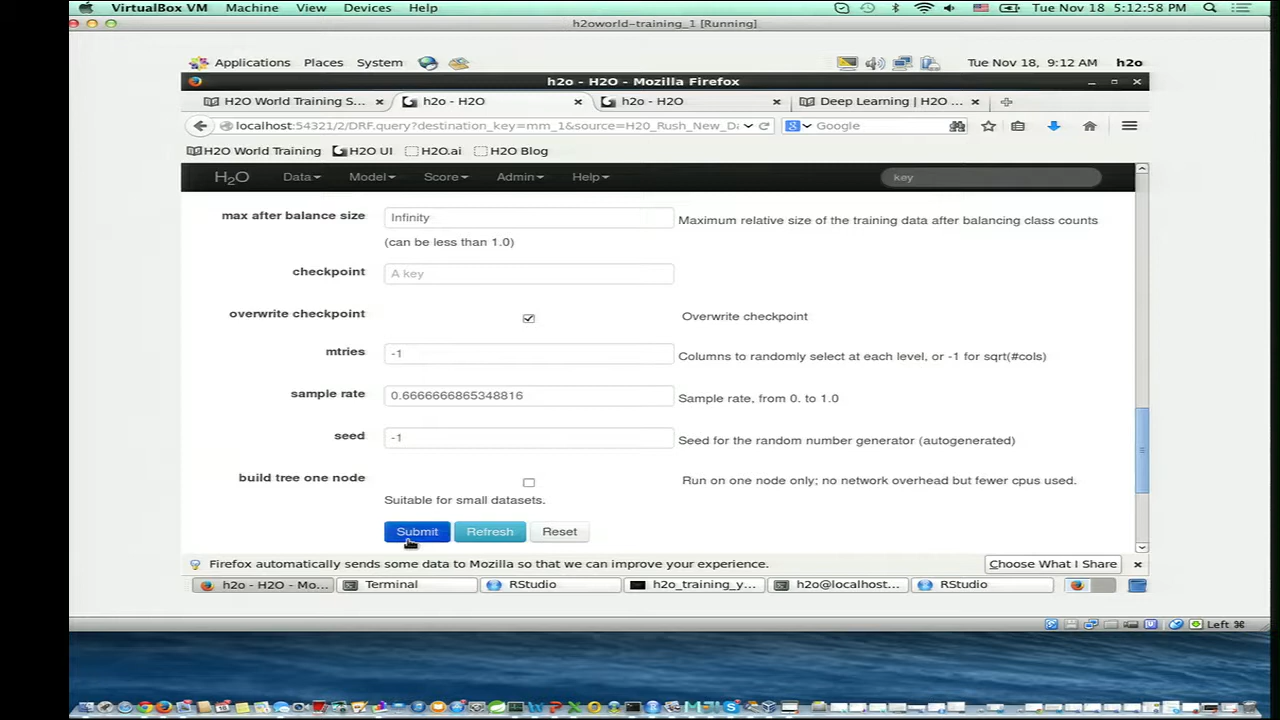 VirtualBox VM Machine View Devices Help Tue Nov 18 5:12:58 PM
h2oworld-training_1 [Running]
Applications Places System Tue Nov 18, 9:12 AM h2o
h2o - H2O - Mozilla Firefox
H2O World Training S... h2o - H2O h2o - H2O Deep Learning | H2O ...
localhost:54321/2/DRF.query?destination_key=mm_1&source=H20_Rush_New_Da Google
H2O World Training H2O UI H2O.ai H2O Blog
H2O Data Model Score Admin Help key
max after balance size Infinity Maximum relative size of the training data after balancing class counts
(can be less than 1.0)
checkpoint A key
overwrite checkpoint Overwrite checkpoint
mtries -1 Columns to randomly select at each level, or -1 for sqrt(#cols)
sample rate 0.6666666865348816 Sample rate, from 0. to 1.0
seed -1 Seed for the random number generator (autogenerated)
build tree one node Run on one node only; no network overhead but fewer cpus used.
Suitable for small datasets.
Submit Refresh Reset
Firefox automatically sends some data to Mozilla so that we can improve your experience. Choose What I Share
h2o - H2O - Mo... Terminal RStudio h2o_training_y... h2o@localhost... RStudio
Left ⌘